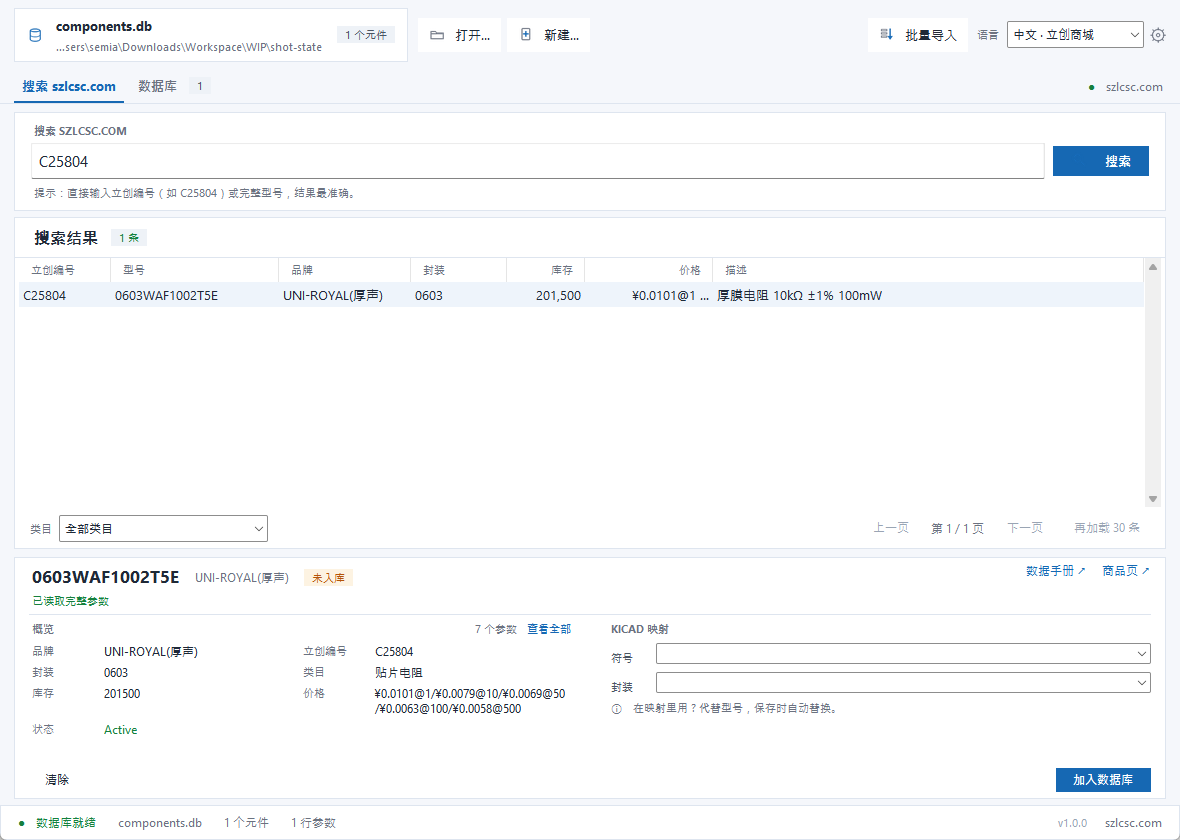 components.db
...sers\semia\Downloads\Workspace\WIP\shot-state
1 个元件
打开...
新建...
批量导入
语言
中文 · 立创商城
搜索 szlcsc.com
数据库
1
szlcsc.com
搜索 SZLCSC.COM
C25804
搜索
提示：直接输入立创编号（如 C25804）或完整型号，结果最准确。
搜索结果
1 条
立创编号 型号 品牌 封装 库存 价格 描述
C25804 0603WAF1002T5E UNI-ROYAL(厚声) 0603 201,500 ¥0.0101@1 ... 厚膜电阻 10kΩ ±1% 100mW
类目
全部类目
上一页
第 1 / 1 页
下一页
再加载 30 条
0603WAF1002T5E
UNI-ROYAL(厚声)
未入库
数据手册 ↗
商品页 ↗
已读取完整参数
概览
7 个参数
查看全部
品牌 UNI-ROYAL(厚声) 立创编号 C25804
封装 0603 类目 贴片电阻
库存 201500 价格 ¥0.0101@1/¥0.0079@10/¥0.0069@50
/¥0.0063@100/¥0.0058@500
状态 Active
KICAD 映射
符号
封装
在映射里用 ? 代替型号，保存时自动替换。
清除
加入数据库
数据库就绪
components.db
1 个元件
1 行参数
v1.0.0
szlcsc.com